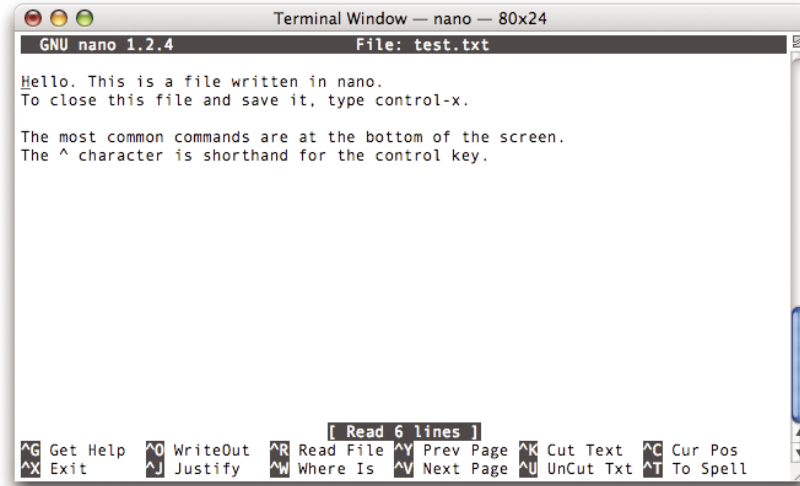 Terminal Window — nano — 80x24
GNU nano 1.2.4 File: test.txt
Hello. This is a file written in nano.
To close this file and save it, type control-x.
The most common commands are at the bottom of the screen.
The ^ character is shorthand for the control key.
[ Read 6 lines ]
^G Get Help ^O WriteOut ^R Read File ^Y Prev Page ^K Cut Text ^C Cur Pos
^X Exit ^J Justify ^W Where Is ^V Next Page ^U UnCut Txt ^T To Spell